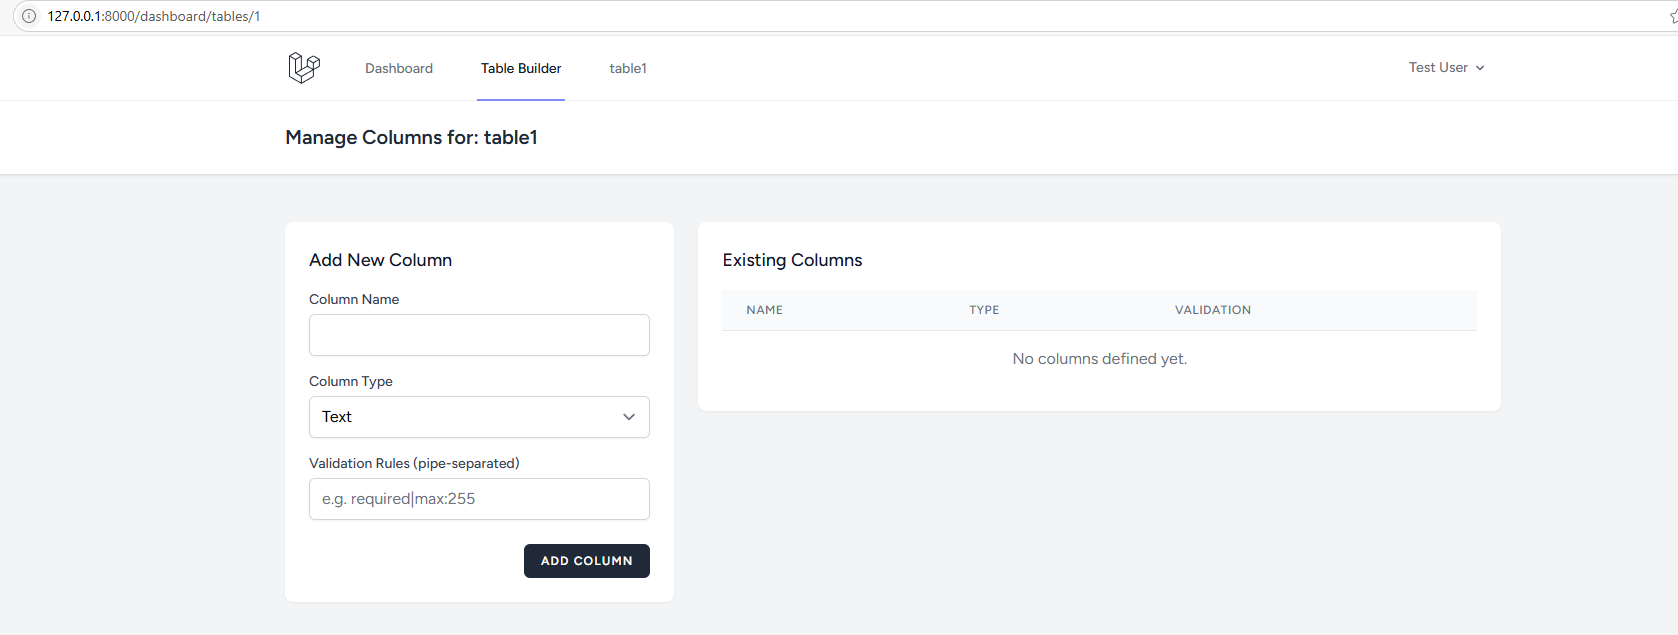 127.0.0.1:8000/dashboard/tables/1
Dashboard Table Builder table1 Test User
Manage Columns for: table1
Add New Column
Column Name
Column Type
Text
Validation Rules (pipe-separated)
e.g. required|max:255
ADD COLUMN
Existing Columns
NAME TYPE VALIDATION
No columns defined yet.